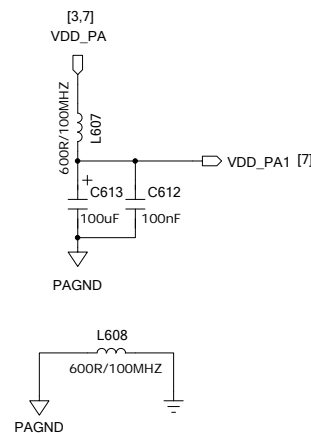 [3,7]
VDD_PA
600R/100MHZ
L607
VDD_PA1 [7]
+
C613
C612
100uF
100nF
PAGND
L608
600R/100MHZ
PAGND